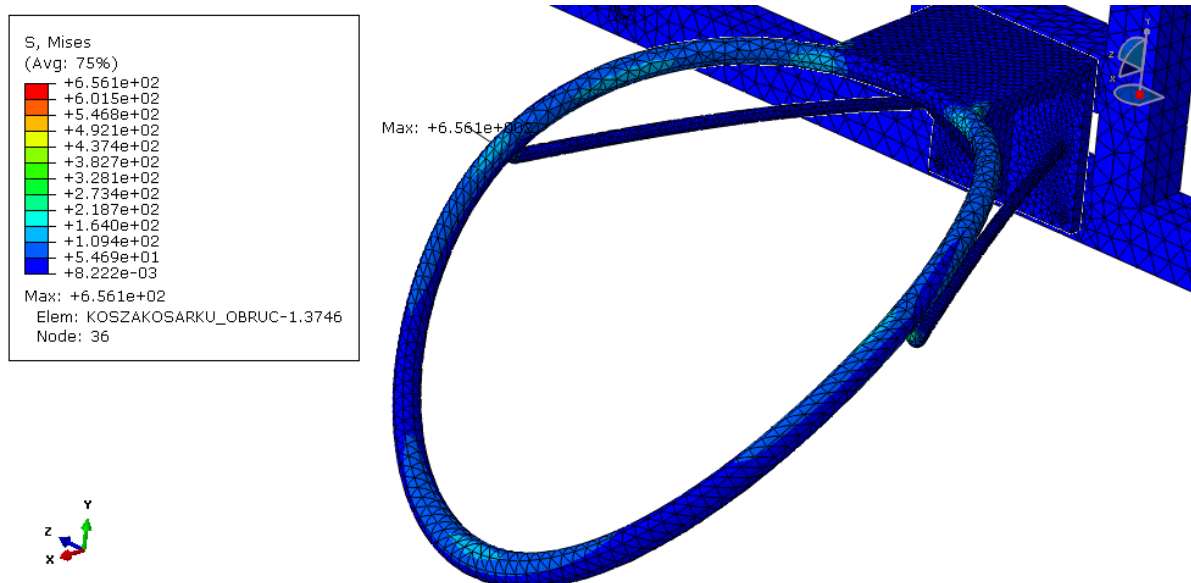 S, Mises
(Avg: 75%)
+6.561e+02
+6.015e+02
+5.468e+02
+4.921e+02
+4.374e+02
+3.827e+02
+3.281e+02
+2.734e+02
+2.187e+02
+1.640e+02
+1.094e+02
+5.469e+01
+8.222e-03
Max: +6.561e+02
Elem: KOSZAKOSARKU_OBRUC-1.3746
Node: 36
Max: +6.561e+002
Y
Z
X
Y
Z
X